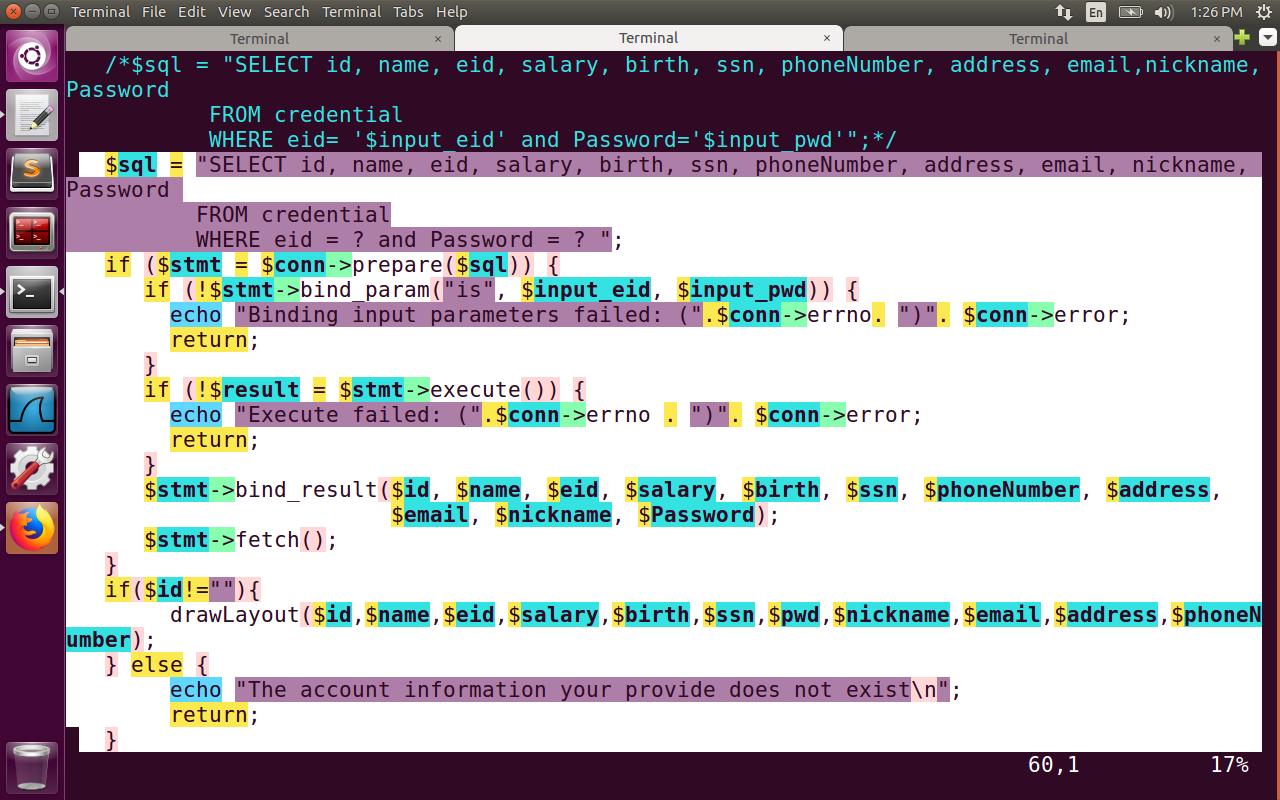 Terminal File Edit View Search Terminal Tabs Help En 1:26 PM
Terminal × Terminal × Terminal ×
/*$sql = "SELECT id, name, eid, salary, birth, ssn, phoneNumber, address, email,nickname,
Password
FROM credential
WHERE eid= '$input_eid' and Password='$input_pwd'";*/
$sql = "SELECT id, name, eid, salary, birth, ssn, phoneNumber, address, email, nickname,
Password
FROM credential
WHERE eid = ? and Password = ? ";
if ($stmt = $conn->prepare($sql)) {
if (!$stmt->bind_param("is", $input_eid, $input_pwd)) {
echo "Binding input parameters failed: (".$conn->errno. ")". $conn->error;
return;
}
if (!$result = $stmt->execute()) {
echo "Execute failed: (".$conn->errno . ")". $conn->error;
return;
}
$stmt->bind_result($id, $name, $eid, $salary, $birth, $ssn, $phoneNumber, $address,
$email, $nickname, $Password);
$stmt->fetch();
}
if($id!=""){
drawLayout($id,$name,$eid,$salary,$birth,$ssn,$pwd,$nickname,$email,$address,$phoneN
umber);
} else {
echo "The account information your provide does not exist\n";
return;
}
60,1 17%